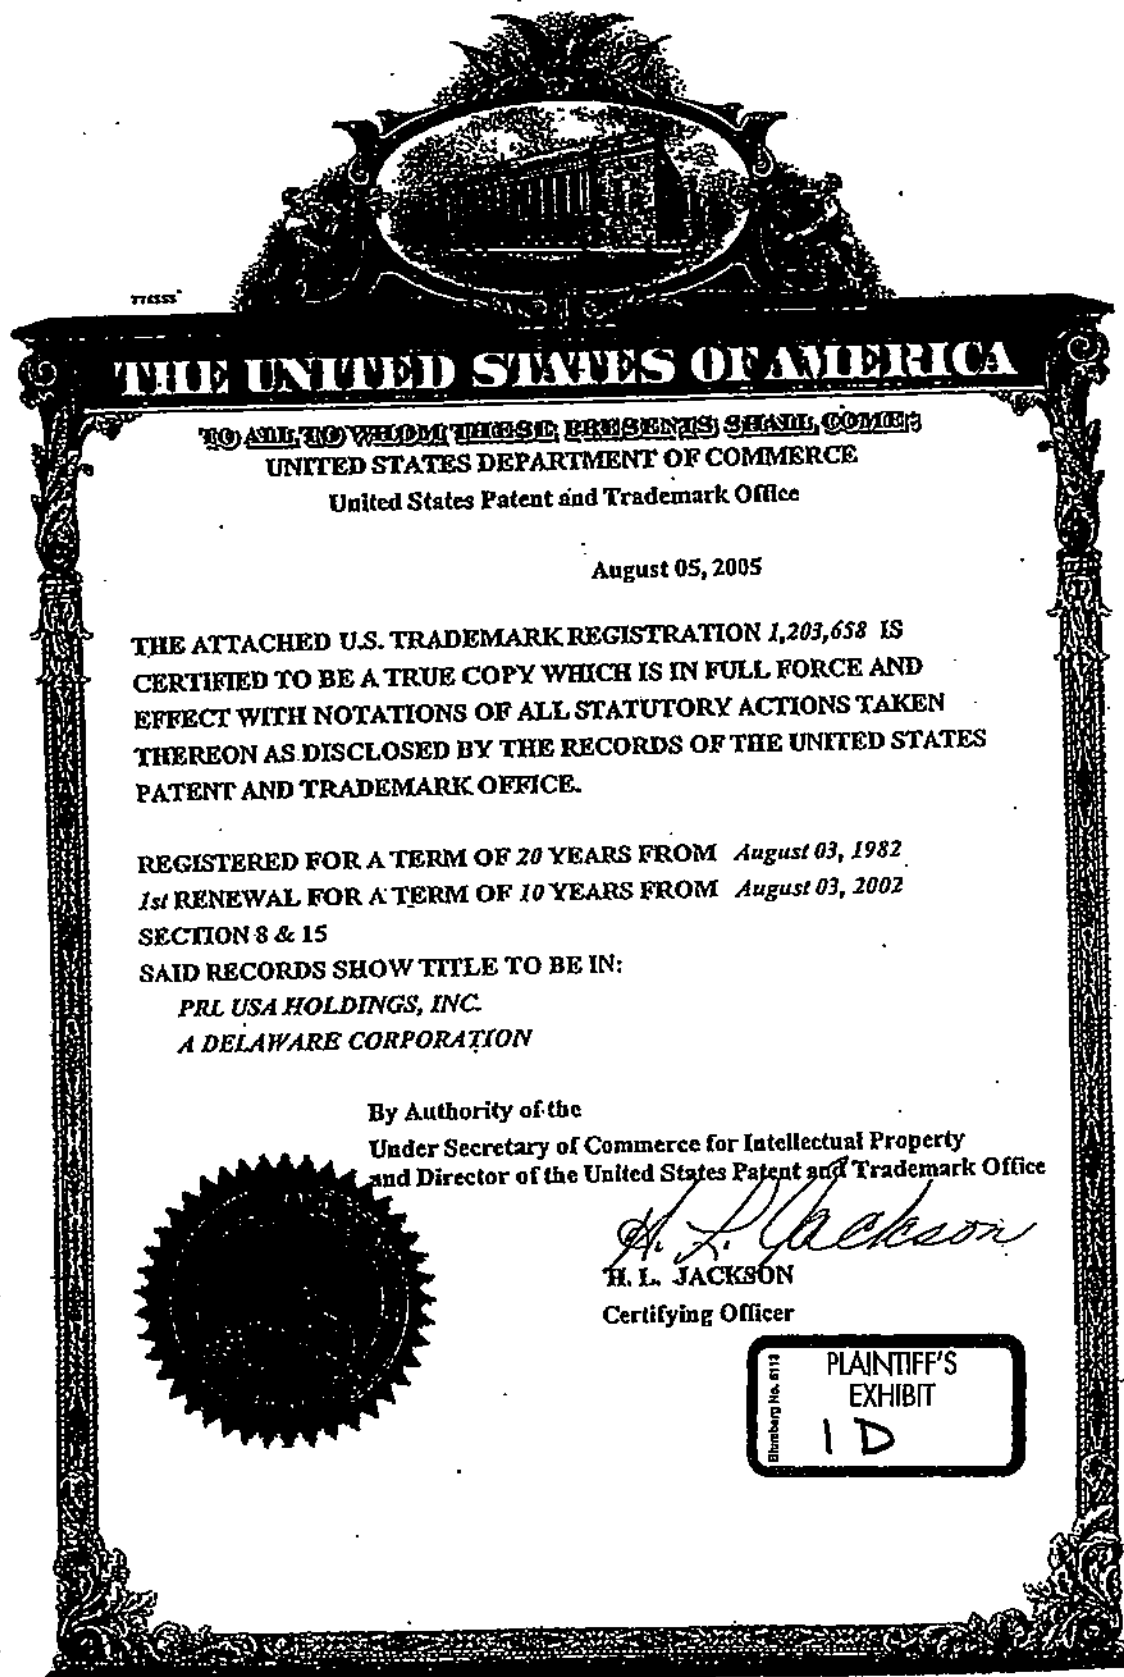 THE UNITED STATES OF AMERICA
TO ALL TO WHOM THESE PRESENTS SHALL COME;
UNITED STATES DEPARTMENT OF COMMERCE
United States Patent and Trademark Office
August 05, 2005
THE ATTACHED U.S. TRADEMARK REGISTRATION 1,203,658 IS
CERTIFIED TO BE A TRUE COPY WHICH IS IN FULL FORCE AND
EFFECT WITH NOTATIONS OF ALL STATUTORY ACTIONS TAKEN
THEREON AS DISCLOSED BY THE RECORDS OF THE UNITED STATES
PATENT AND TRADEMARK OFFICE.
REGISTERED FOR A TERM OF 20 YEARS FROM August 03, 1982
1st RENEWAL FOR A TERM OF 10 YEARS FROM August 03, 2002
SECTION 8 & 15
SAID RECORDS SHOW TITLE TO BE IN:
PRL USA HOLDINGS, INC.
A DELAWARE CORPORATION
By Authority of the
Under Secretary of Commerce for Intellectual Property
and Director of the United States Patent and Trademark Office
H. L. Jackson
H. L. JACKSON
Certifying Officer
Blumberg No. 5113
PLAINTIFF'S
EXHIBIT
1D